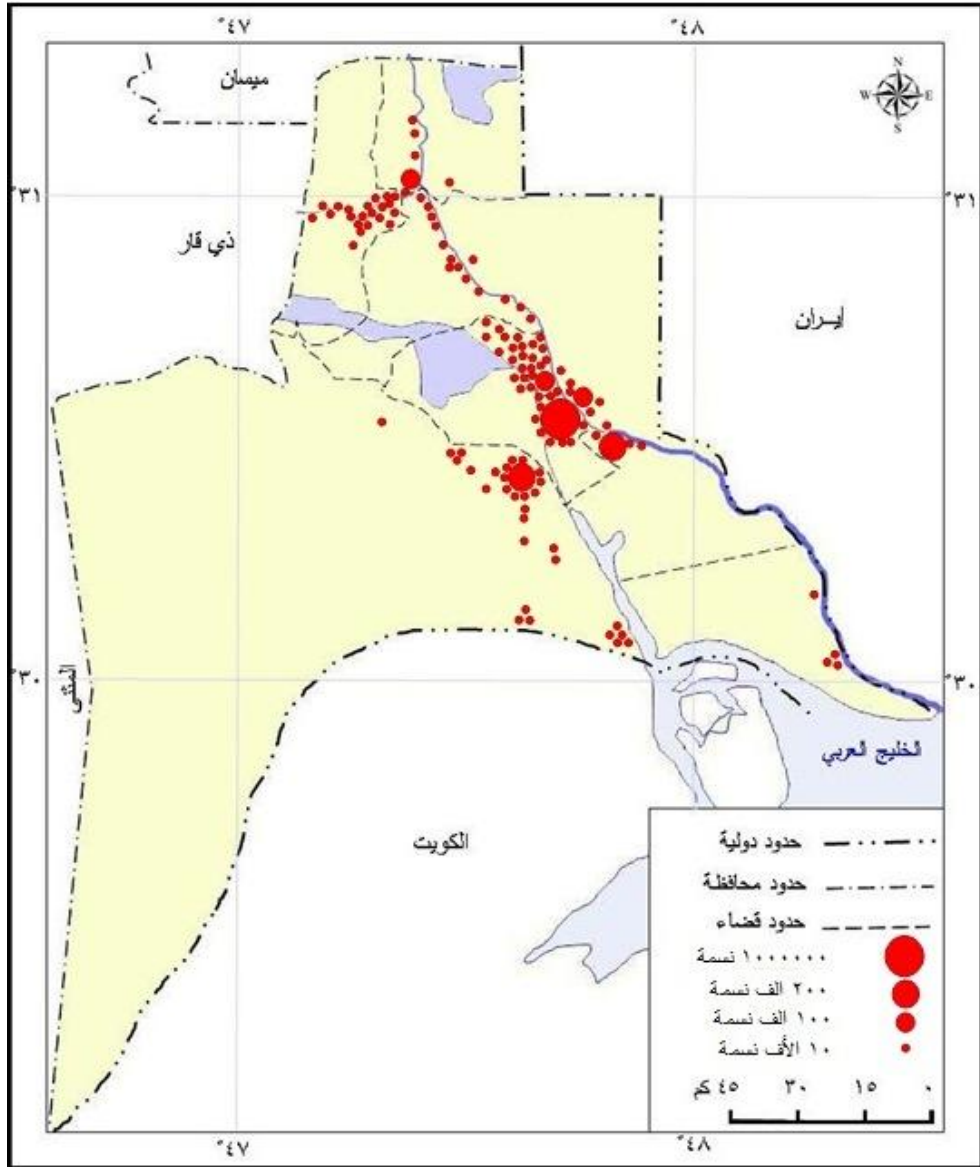 °٤٧ °٤٨
ميسان
N
W E
S
°٣١ °٣١
ذي قار
ايـران
°٣٠ °٣٠
المثنى
الخليج العربي
الكويت
حدود دولية
حدود محافظة
حدود قضاء
١٠٠٠٠٠٠ نسمة
٢٠٠ الف نسمة
١٠٠ الف نسمة
١٠ الأف نسمة
٤٥ كم ٣٠ ١٥ ٠
°٤٧ °٤٨